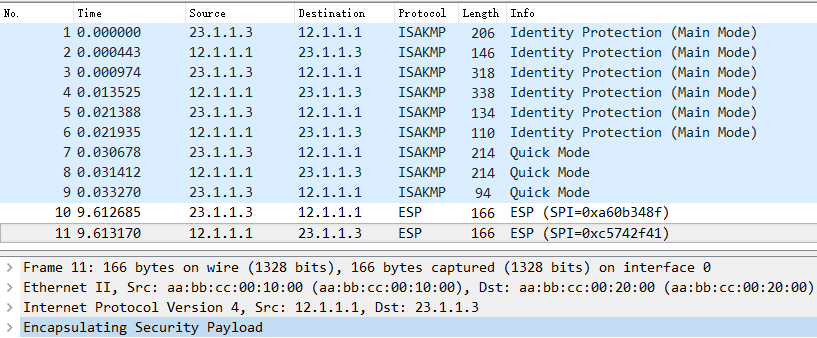 No. Time Source Destination Protocol Length Info
1 0.000000 23.1.1.3 12.1.1.1 ISAKMP 206 Identity Protection (Main Mode)
2 0.000443 12.1.1.1 23.1.1.3 ISAKMP 146 Identity Protection (Main Mode)
3 0.000974 23.1.1.3 12.1.1.1 ISAKMP 318 Identity Protection (Main Mode)
4 0.013525 12.1.1.1 23.1.1.3 ISAKMP 338 Identity Protection (Main Mode)
5 0.021388 23.1.1.3 12.1.1.1 ISAKMP 134 Identity Protection (Main Mode)
6 0.021935 12.1.1.1 23.1.1.3 ISAKMP 110 Identity Protection (Main Mode)
7 0.030678 23.1.1.3 12.1.1.1 ISAKMP 214 Quick Mode
8 0.031412 12.1.1.1 23.1.1.3 ISAKMP 214 Quick Mode
9 0.033270 23.1.1.3 12.1.1.1 ISAKMP 94 Quick Mode
10 9.612685 23.1.1.3 12.1.1.1 ESP 166 ESP (SPI=0xa60b348f)
11 9.613170 12.1.1.1 23.1.1.3 ESP 166 ESP (SPI=0xc5742f41)
Frame 11: 166 bytes on wire (1328 bits), 166 bytes captured (1328 bits) on interface 0
Ethernet II, Src: aa:bb:cc:00:10:00 (aa:bb:cc:00:10:00), Dst: aa:bb:cc:00:20:00 (aa:bb:cc:00:20:00)
Internet Protocol Version 4, Src: 12.1.1.1, Dst: 23.1.1.3
Encapsulating Security Payload